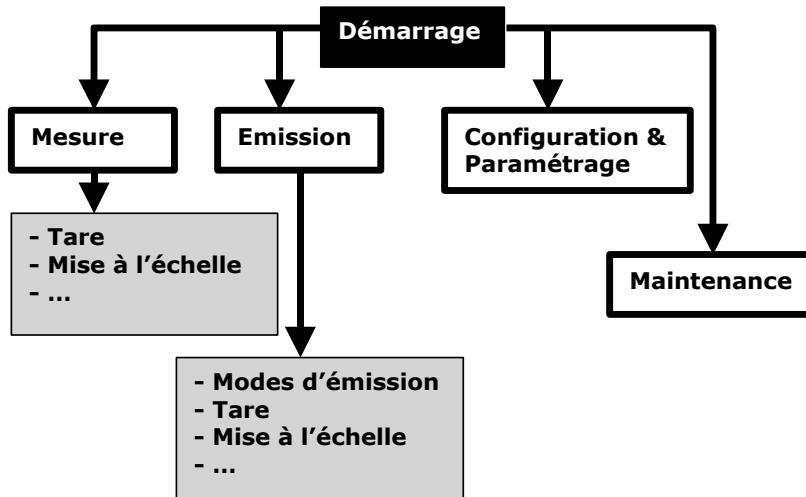 Démarrage
Mesure
Emission
Configuration &
Paramétrage
- Tare
- Mise à l’échelle
- ...
Maintenance
- Modes d’émission
- Tare
- Mise à l’échelle
- ...